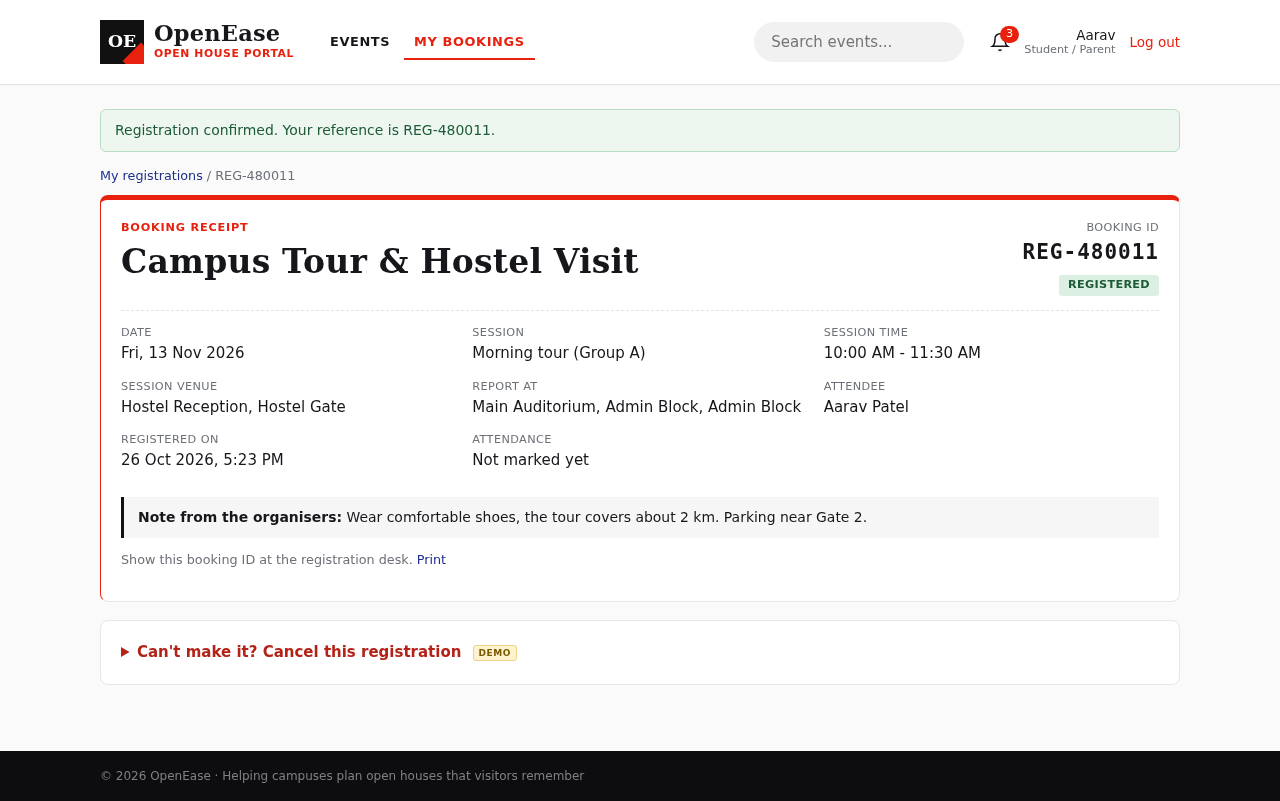 OE
OpenEase
OPEN HOUSE PORTAL
EVENTS
MY BOOKINGS
Search events...
3
Aarav
Student / Parent
Log out
Registration confirmed. Your reference is REG-480011.
My registrations / REG-480011
BOOKING RECEIPT
Campus Tour & Hostel Visit
BOOKING ID
REG-480011
REGISTERED
DATE
Fri, 13 Nov 2026
SESSION
Morning tour (Group A)
SESSION TIME
10:00 AM - 11:30 AM
SESSION VENUE
Hostel Reception, Hostel Gate
REPORT AT
Main Auditorium, Admin Block, Admin Block
ATTENDEE
Aarav Patel
REGISTERED ON
26 Oct 2026, 5:23 PM
ATTENDANCE
Not marked yet
Note from the organisers: Wear comfortable shoes, the tour covers about 2 km. Parking near Gate 2.
Show this booking ID at the registration desk. Print
Can't make it? Cancel this registration DEMO
© 2026 OpenEase · Helping campuses plan open houses that visitors remember